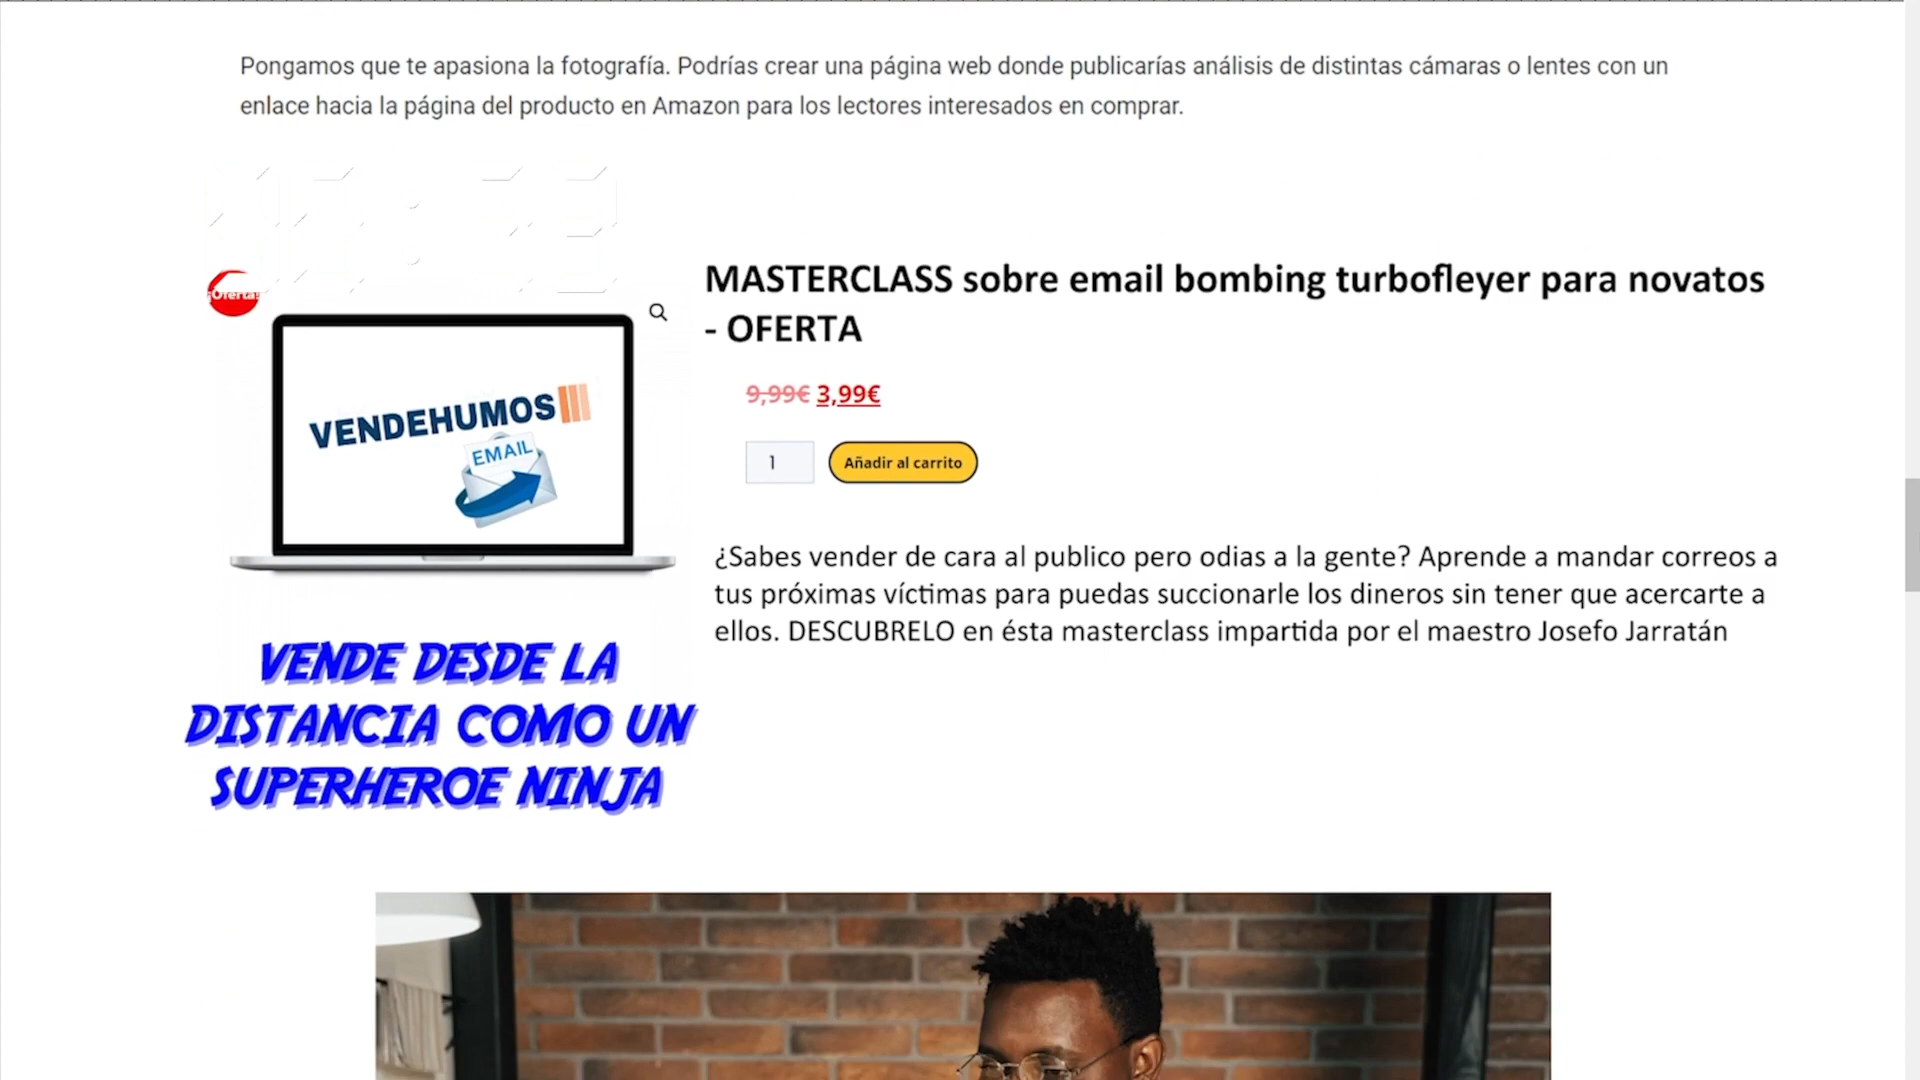 Pongamos que te apasiona la fotografía. Podrías crear una página web donde publicarías análisis de distintas cámaras o lentes con un
enlace hacia la página del producto en Amazon para los lectores interesados en comprar.
¡Oferta!
MASTERCLASS sobre email bombing turbofleyer para novatos
- OFERTA
9,99€ 3,99€
1 Añadir al carrito
VENDEHUMOS
EMAIL
¿Sabes vender de cara al publico pero odias a la gente? Aprende a mandar correos a
tus próximas víctimas para puedas succionarle los dineros sin tener que acercarte a
ellos. DESCUBRELO en ésta masterclass impartida por el maestro Josefo Jarratán
VENDE DESDE LA
DISTANCIA COMO UN
SUPERHEROE NINJA